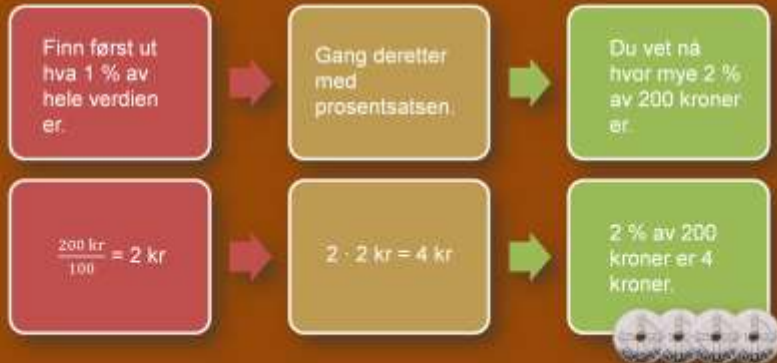 Finn først ut
hva 1 % av
hele verdien
er.
Gang deretter
med
prosentsatsen.
Du vet nå
hvor mye 2 %
av 200 kroner
er.
200 kr
100
= 2 kr
2 · 2 kr = 4 kr
2 % av 200
kroner er 4
kroner.